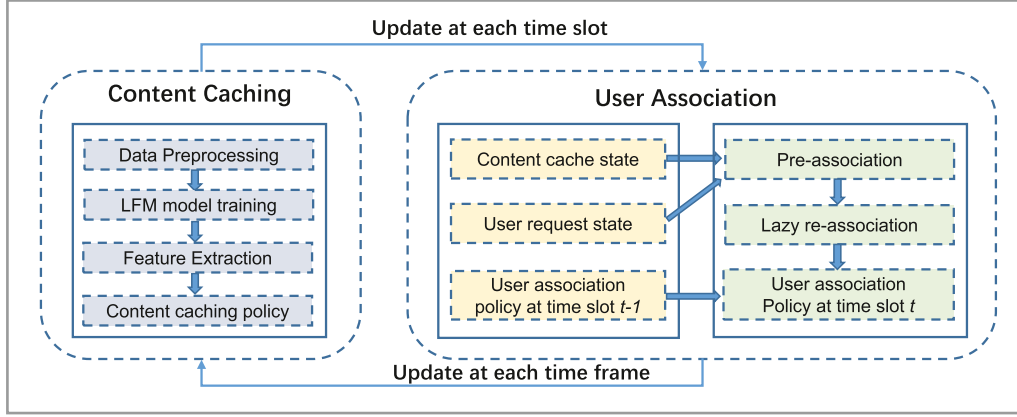 Update at each time slot
Content Caching
Data Preprocessing
LFM model training
Feature Extraction
Content caching policy
User Association
Content cache state
User request state
User association
policy at time slot t-1
Pre-association
Lazy re-association
User association
Policy at time slot t
Update at each time frame